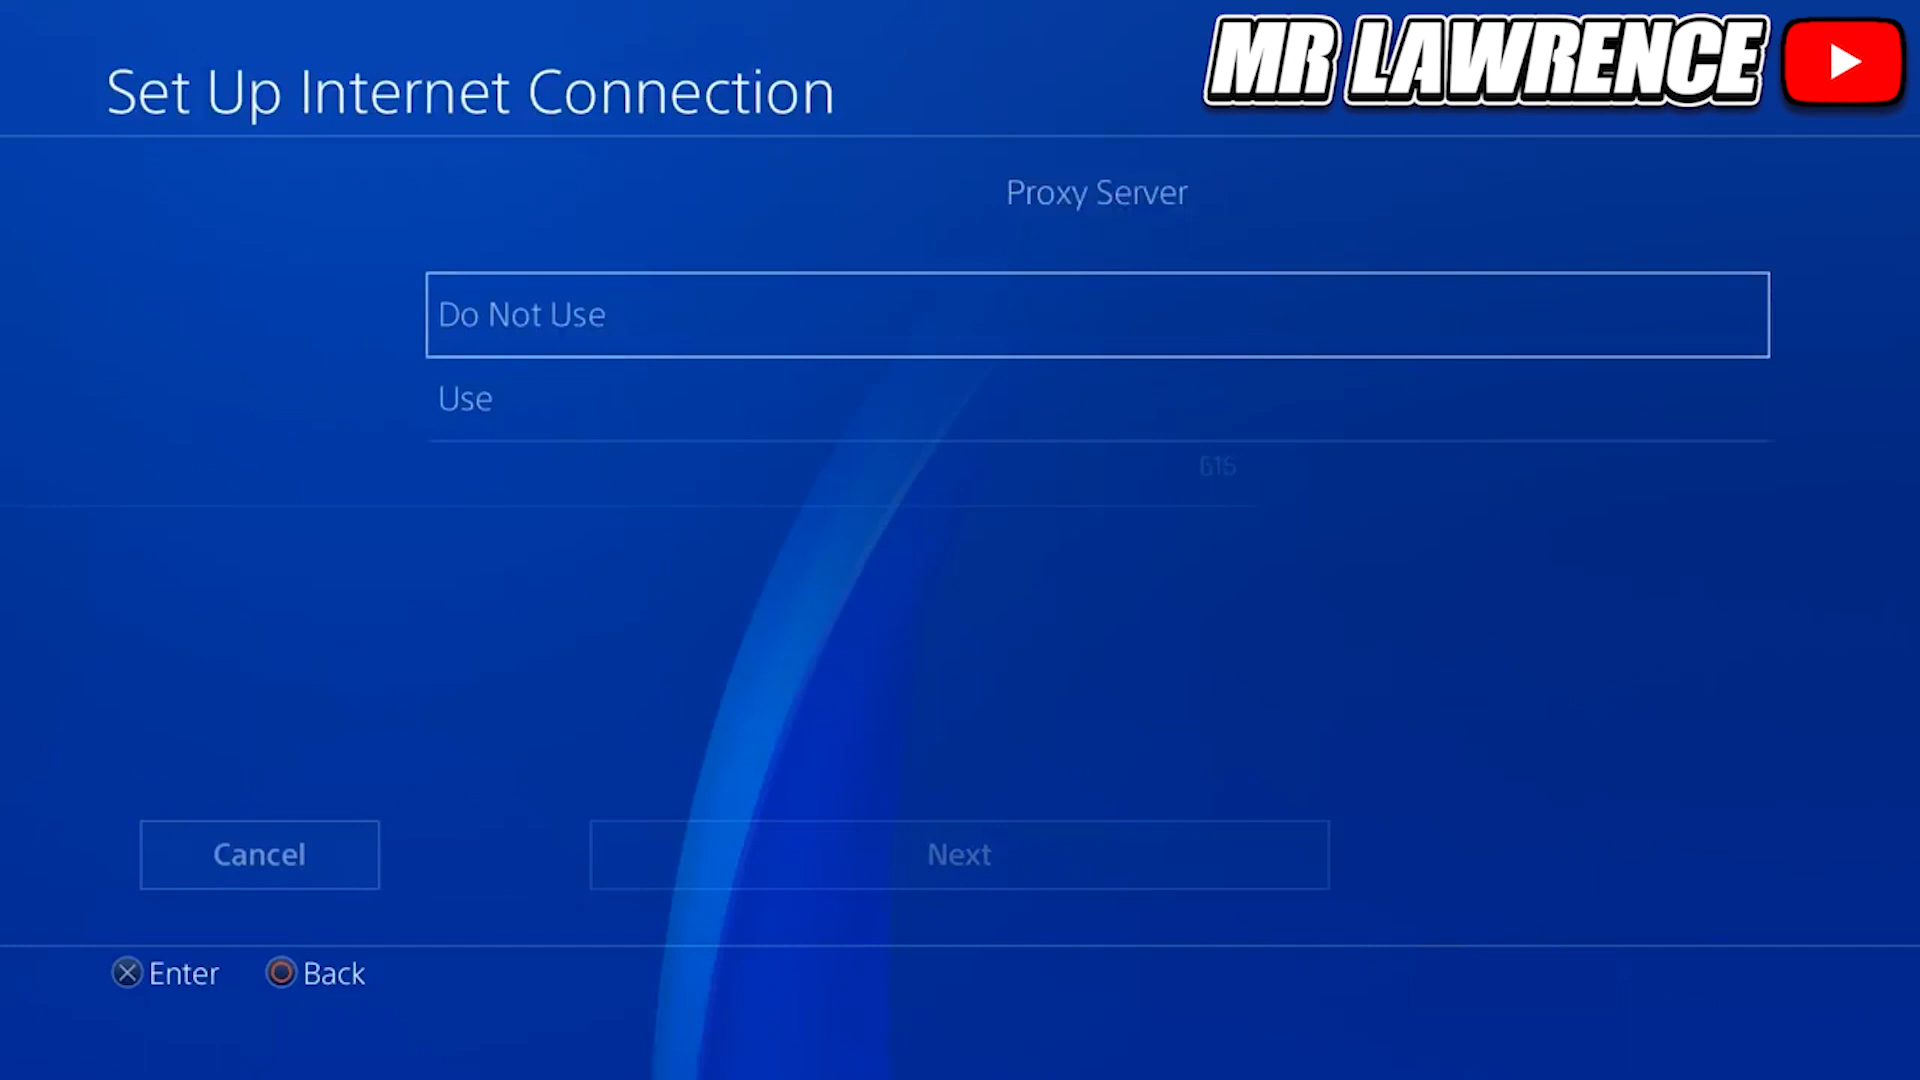 MR LAWRENCE
Set Up Internet Connection
Proxy Server
Do Not Use
Use
Cancel
Next
Enter
Back